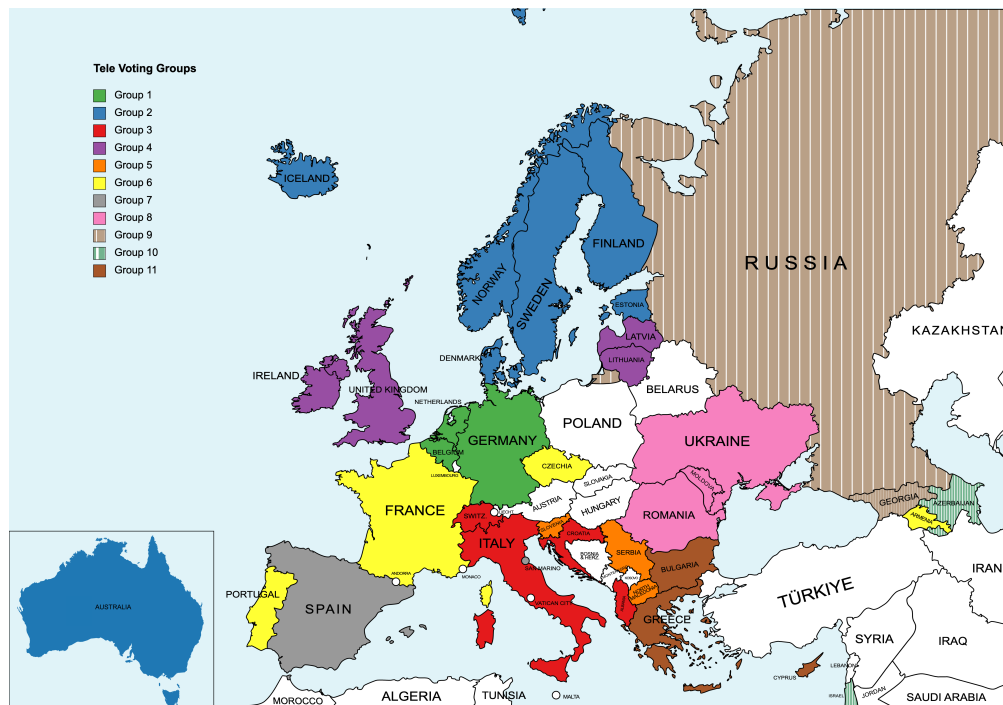 Tele Voting Groups
Group 1
Group 2
Group 3
Group 4
Group 5
Group 6
Group 7
Group 8
Group 9
Group 10
Group 11
ICELAND
NORWAY
SWEDEN
FINLAND
RUSSIA
ESTONIA
LATVIA
LITHUANIA
KAZAKHSTAN
DENMARK
IRELAND
UNITED KINGDOM
BELARUS
NETHERLANDS
POLAND
GERMANY
BELGIUM
UKRAINE
LUXEMBOURG
CZECHIA
SLOVAKIA
MOLDOVA
FRANCE
LIECHT
AUSTRIA
HUNGARY
SWITZ.
ROMANIA
GEORGIA
AZERBAIJAN
ARMENIA
SLOVENIA
CROATIA
ITALY
BOSNIA
& HERZ.
SERBIA
SAN MARINO
MONACO
ANDORRA
MONTENEGRO
KOSOVO
BULGARIA
IRAN
PORTUGAL
SPAIN
VATICAN CITY
NORTH
MACEDONIA
ALBANIA
GREECE
TÜRKIYE
AUSTRALIA
SYRIA
IRAQ
LEBANON
CYPRUS
MALTA
ISRAEL
JORDAN
MOROCCO
ALGERIA
TUNISIA
SAUDI ARABIA